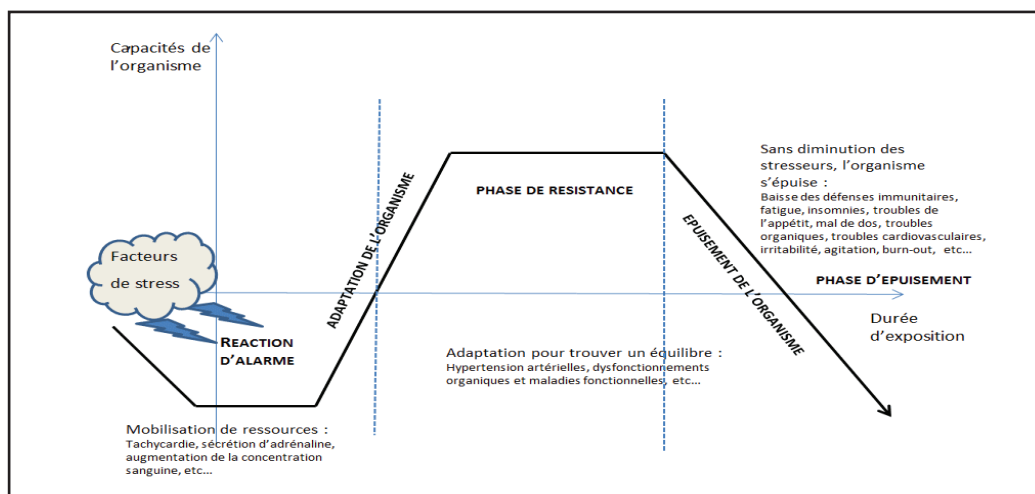 Capacités de
l'organisme
Facteurs
de stress
REACTION
D'ALARME
Mobilisation de ressources :
Tachycardie, sécrétion d'adrénaline,
augmentation de la concentration
sanguine, etc...
ADAPTATION DE L'ORGANISME
PHASE DE RESISTANCE
Adaptation pour trouver un équilibre :
Hypertension artérielles, dysfonctionnements
organiques et maladies fonctionnelles, etc...
EPUISEMENT DE L'ORGANISME
Sans diminution des
stresseurs, l'organisme
s'épuise :
Baisse des défenses immunitaires,
fatigue, insomnies, troubles de
l'appétit, mal de dos, troubles
organiques, troubles cardiovasculaires,
irritabilité, agitation, burn-out, etc...
PHASE D'EPUISEMENT
Durée
d'exposition